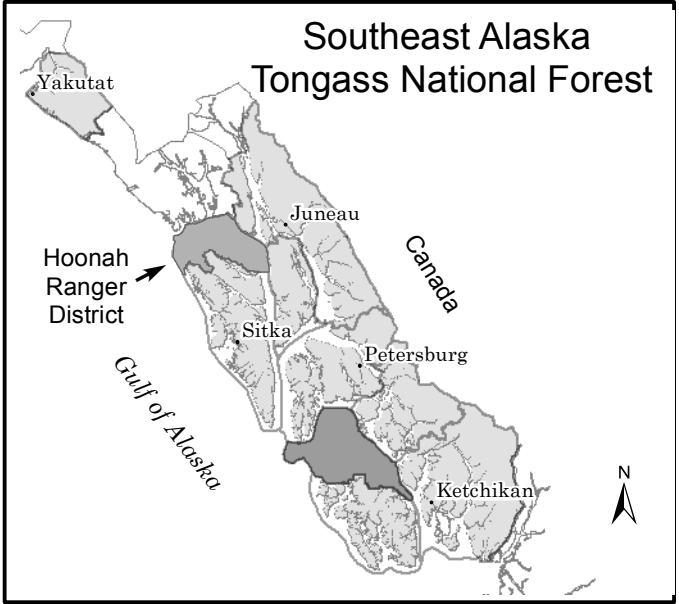 Southeast Alaska
Tongass National Forest
Yakutat
Juneau
Hoonah
Ranger
District
Canada
Sitka
Petersburg
Gulf of Alaska
Ketchikan
N